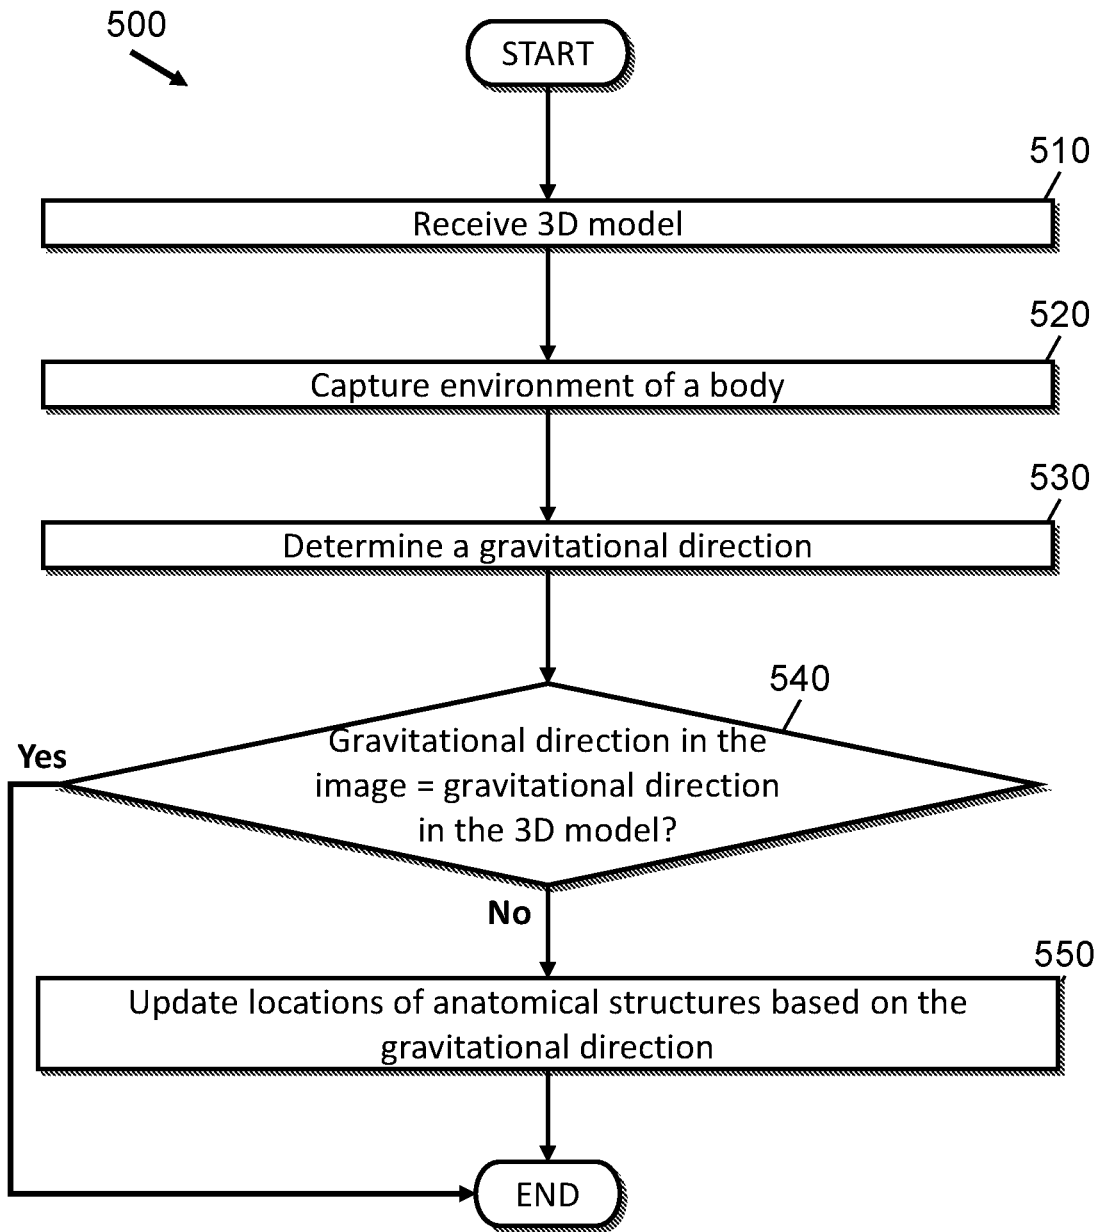 500
START
510
Receive 3D model
520
Capture environment of a body
530
Determine a gravitational direction
540
Yes
Gravitational direction in the
image = gravitational direction
in the 3D model?
No
550
Update locations of anatomical structures based on the
gravitational direction
END